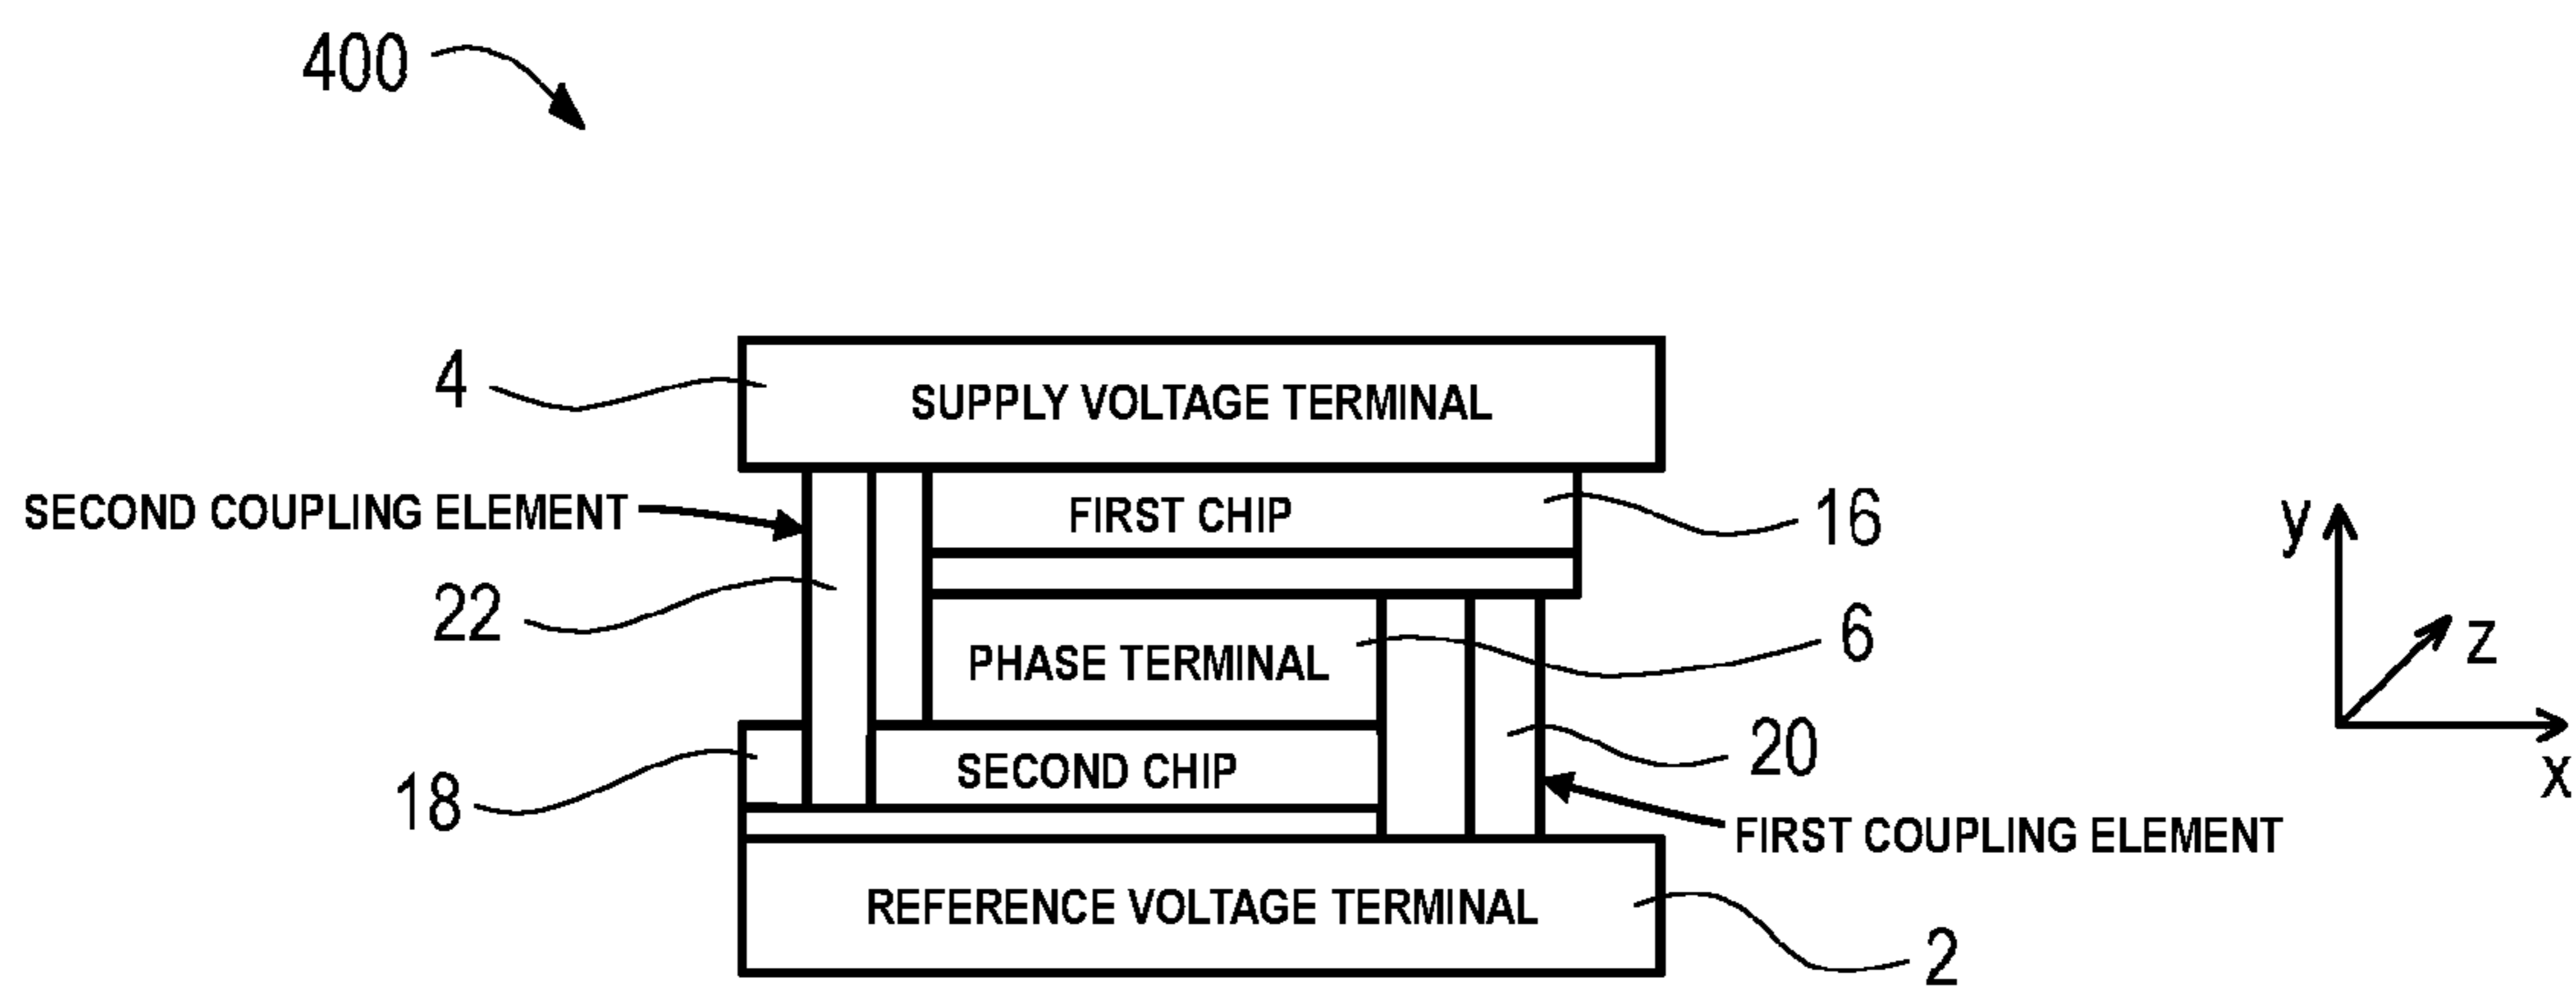 400
4
SUPPLY VOLTAGE TERMINAL
SECOND COUPLING ELEMENT
FIRST CHIP
16
22
PHASE TERMINAL
6
18
SECOND CHIP
20
FIRST COUPLING ELEMENT
REFERENCE VOLTAGE TERMINAL
2
y
z
x